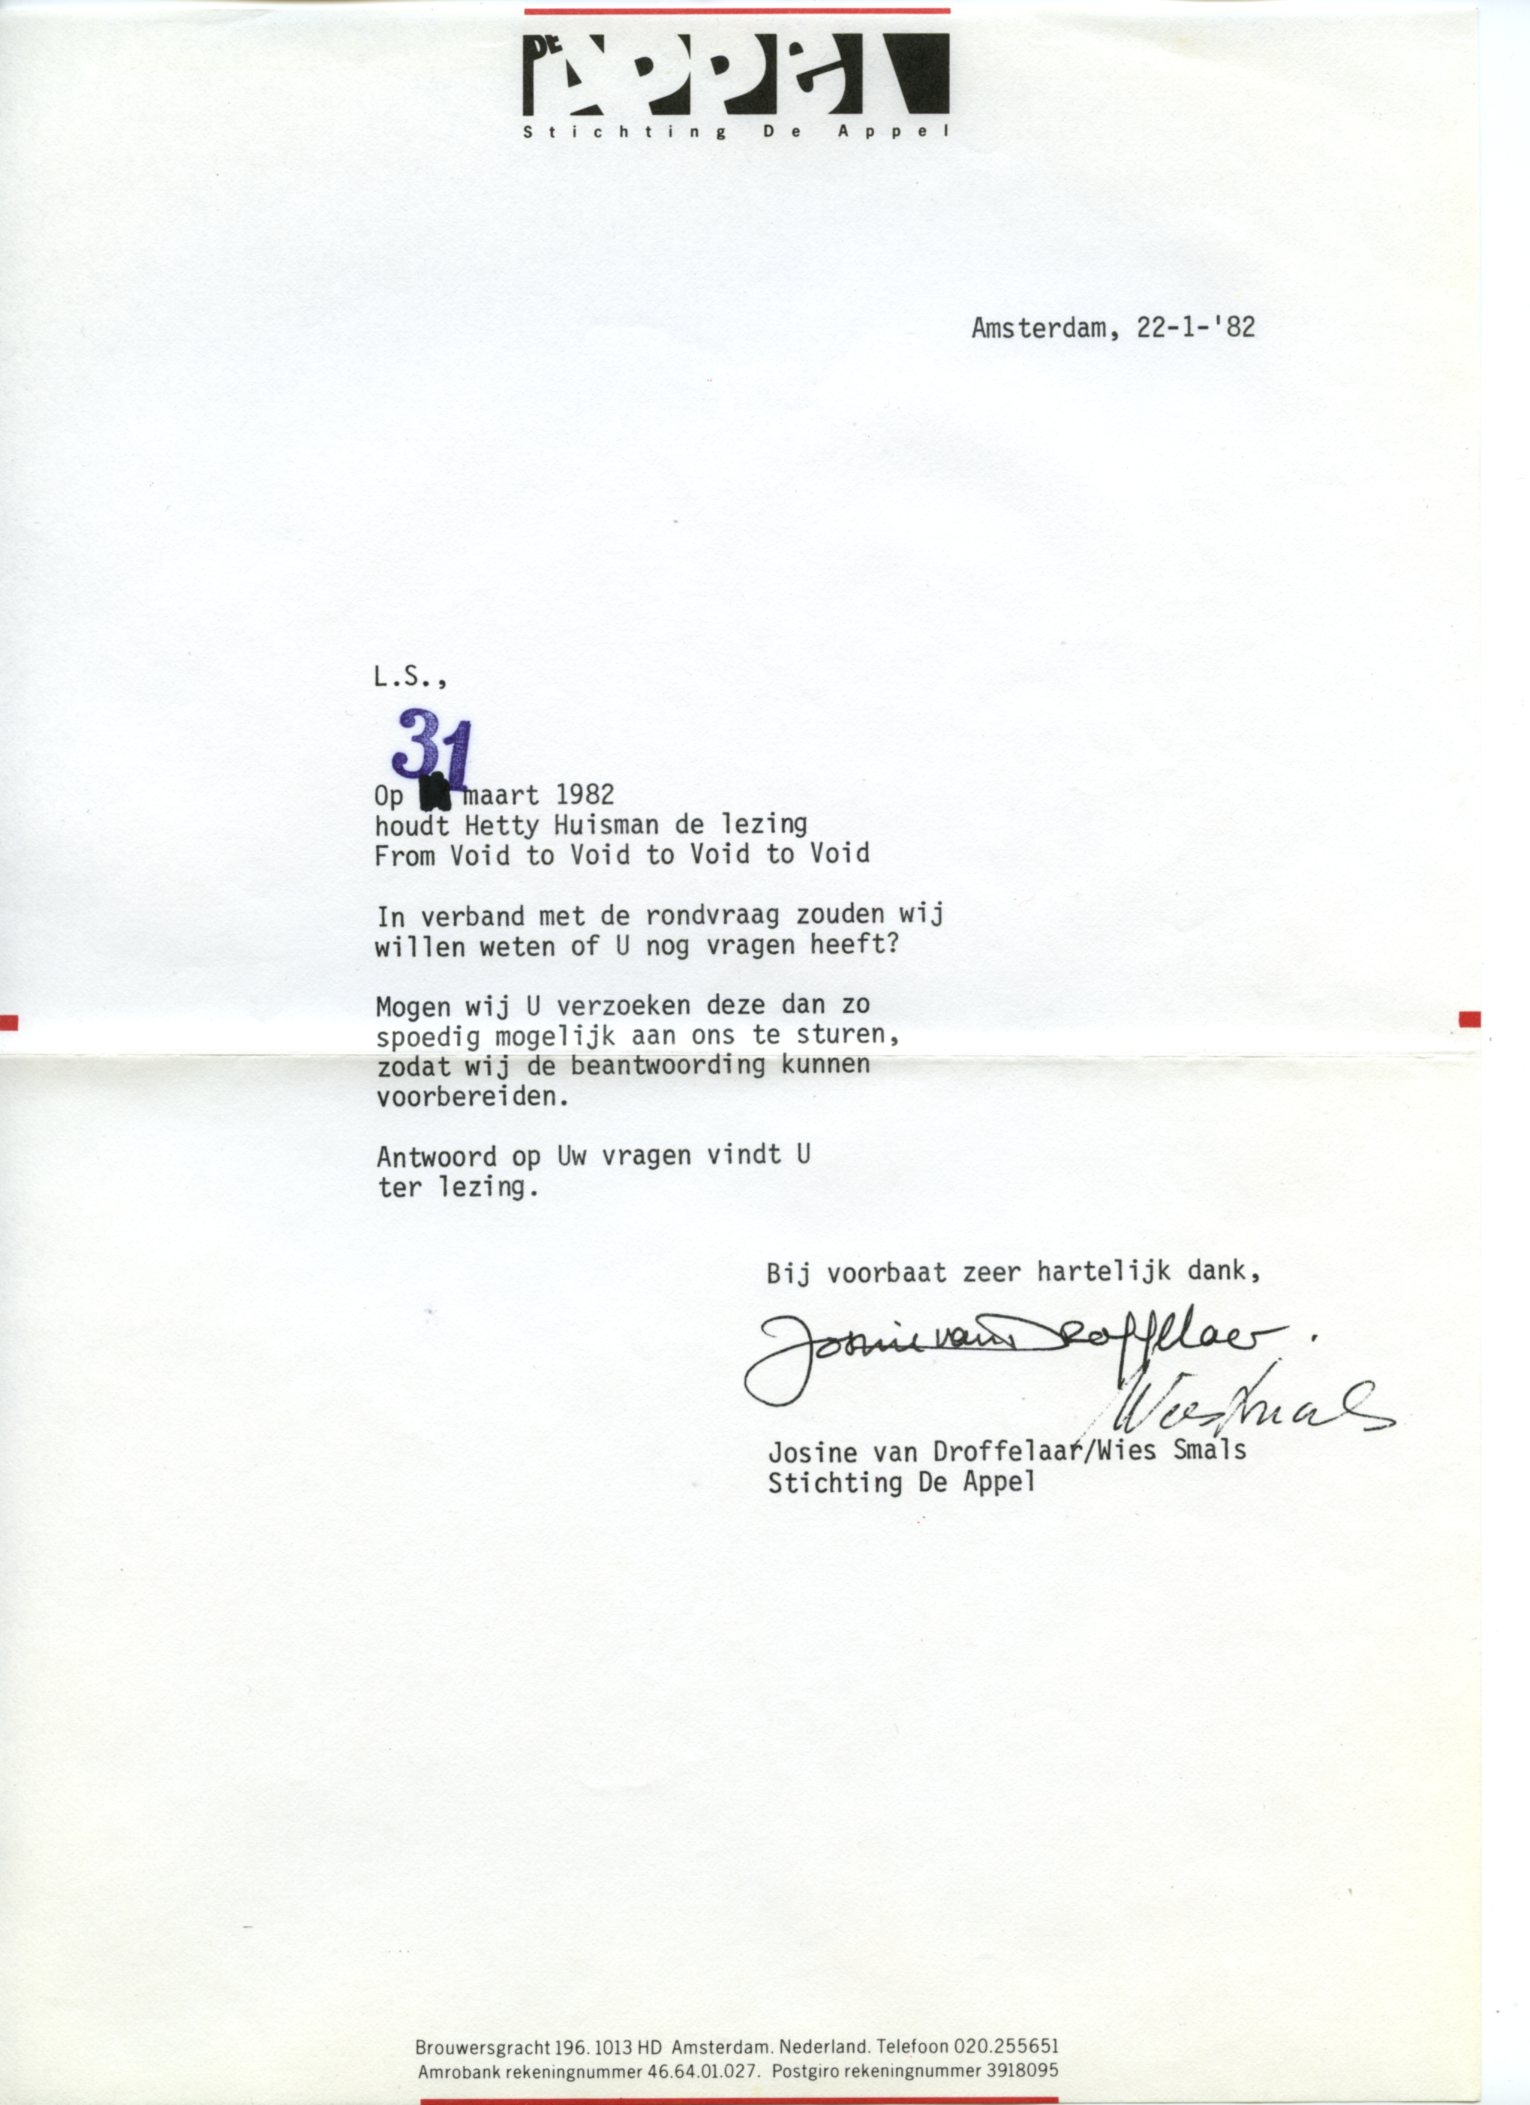 DE APPEL
Stichting De Appel
Amsterdam, 22-1-'82
L.S.,
31
Op maart 1982
houdt Hetty Huisman de lezing
From Void to Void to Void to Void
In verband met de rondvraag zouden wij
willen weten of U nog vragen heeft?
Mogen wij U verzoeken deze dan zo
spoedig mogelijk aan ons te sturen,
zodat wij de beantwoording kunnen
voorbereiden.
Antwoord op Uw vragen vindt U
ter lezing.
Bij voorbaat zeer hartelijk dank,
Josine van Droffelaar.
Wies Smals
Josine van Droffelaar/Wies Smals
Stichting De Appel
Brouwersgracht 196. 1013 HD Amsterdam. Nederland. Telefoon 020.255651
Amrobank rekeningnummer 46.64.01.027. Postgiro rekeningnummer 3918095